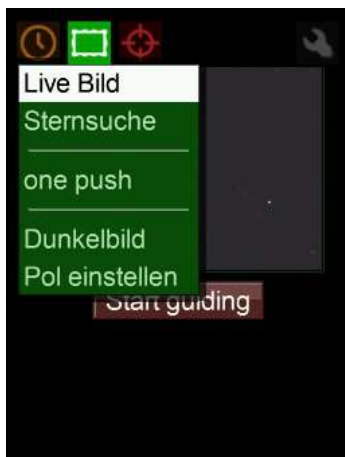 Live Bild
Sternsuche
one push
Dunkelbild
Pol einstellen
Start guiding